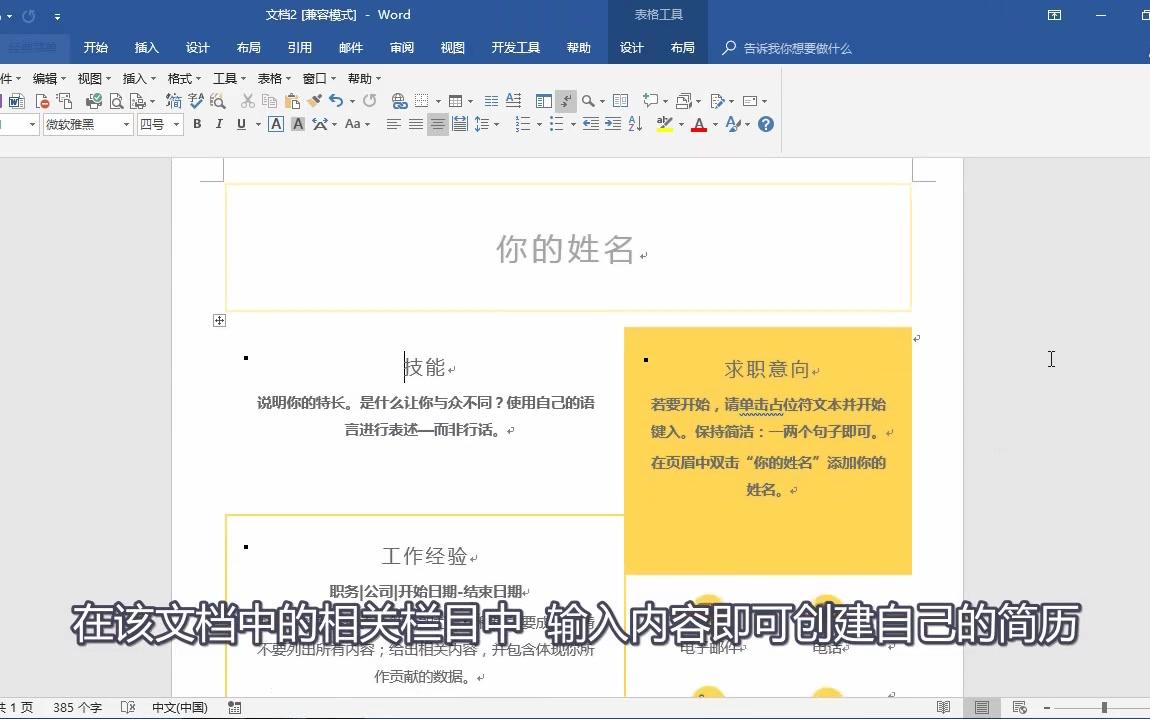 文档2 [兼容模式] - Word
表格工具
经典菜单 开始 插入 设计 布局 引用 邮件 审阅 视图 开发工具 帮助 设计 布局 告诉我你想要做什么
件 编辑 视图 插入 格式 工具 表格 窗口 帮助
微软雅黑 四号 B I U A A Aa
你的姓名
技能
说明你的特长。是什么让你与众不同？使用自己的语
言进行表述—而非行话。
求职意向
若要开始，请单击占位符文本并开始
键入。保持简洁：一两个句子即可。
在页眉中双击“你的姓名”添加你的
姓名。
工作经验
职务|公司|开始日期-结束日期
不要列出所有内容；给出相关内容，并包含体现你所
作贡献的数据。
电子邮件
电话
在该文档中的相关栏目中 输入内容即可创建自己的简历
共 1 页 385 个字 中文(中国)